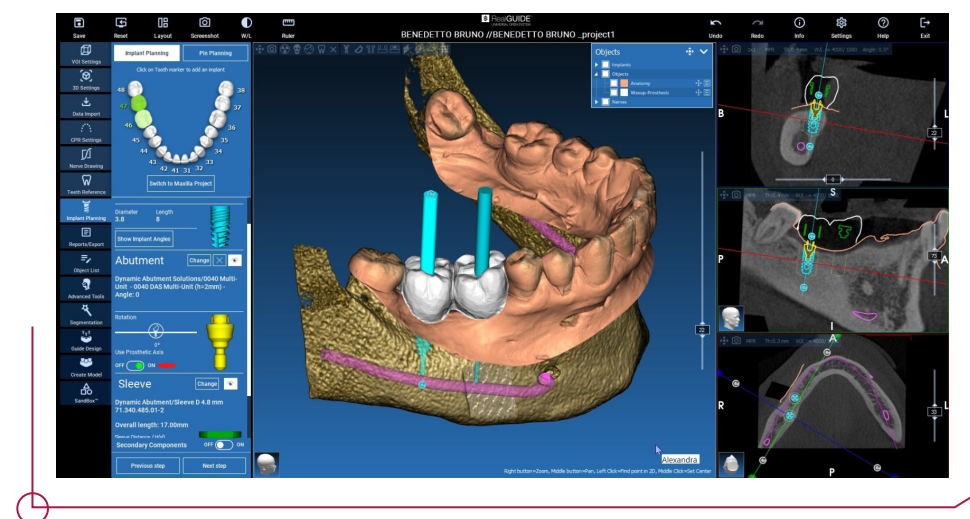 Save
Reset
Layout
Screenshot
W/L
Ruler
RealGUIDE
BENEDETTO BRUNO //BENEDETTO BRUNO _project1
Undo
Redo
Info
Settings
Help
Exit
VOI Settings
3D Settings
Data Import
CPR Settings
Nerve Drawing
Teeth Reference
Implant Planning
Reports/Export
Object List
Advanced Tools
Segmentation
Guide Design
Create Model
SandBox™
Implant Planning
Pin Planning
Click on Tooth marker to add an implant
48
38
47
37
46
36
45
35
44
34
43
33
42 41 31 32
Switch to Maxilla Project
Diameter
Length
3.8
8
Show Implant Angles
Abutment
Change
Dynamic Abutment Solutions/0040 Multi-
Unit - 0040 DAS Multi-Unit (h=2mm) -
Angle: 0
Rotation
0°
Use Prosthetic Axis
OFF
ON
Sleeve
Change
Dynamic Abutment/Sleeve D 4.8 mm
71.340.485.01-2
Overall length: 17.00mm
Secondary Components
OFF
ON
Previous step
Next step
Objects
Implants
Objects
Anatomy
Waxup-Prosthesis
Nerves
22
Alexandra
Right button=Zoom, Middle button=Pan, Left Click=Find point in 2D, Middle Click=Set Center
B
L
22
0
S
P
A
73
I
A
R
L
33
P